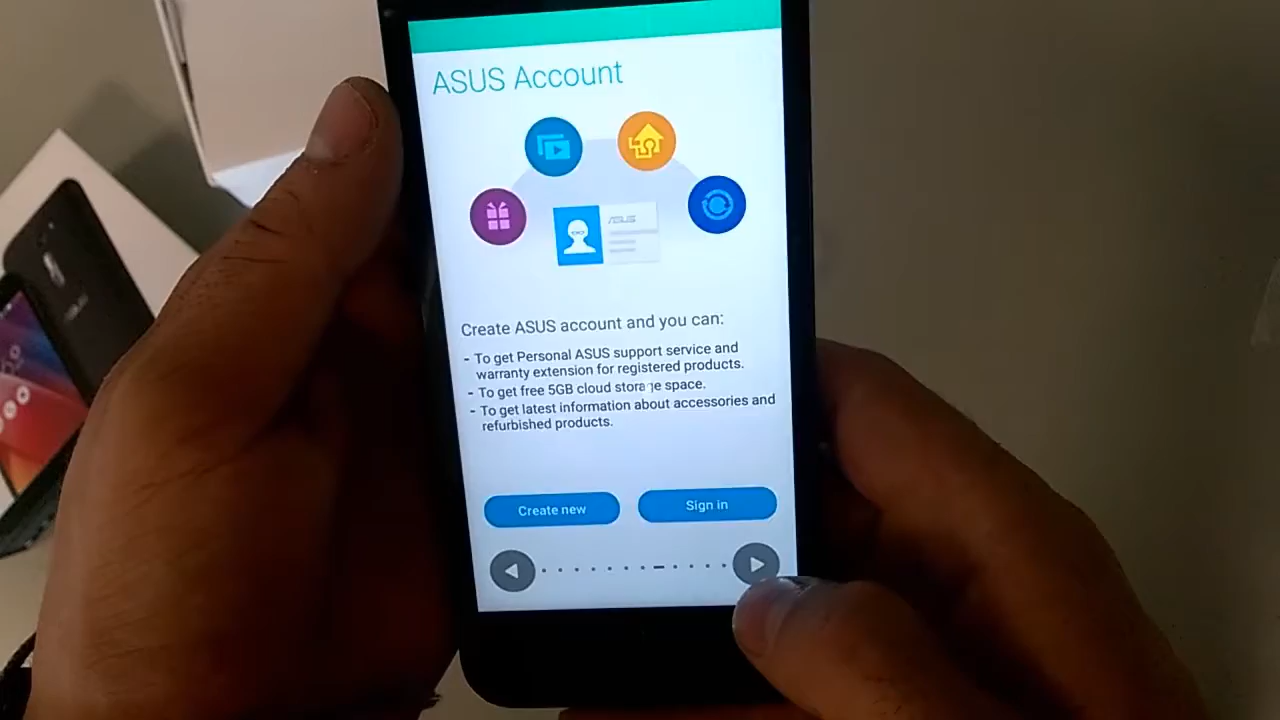 ASUS Account
ASUS
Create ASUS account and you can:
- To get Personal ASUS support service and
warranty extension for registered products.
- To get free 5GB cloud storage space.
- To get latest information about accessories and
refurbished products.
Create new
Sign in